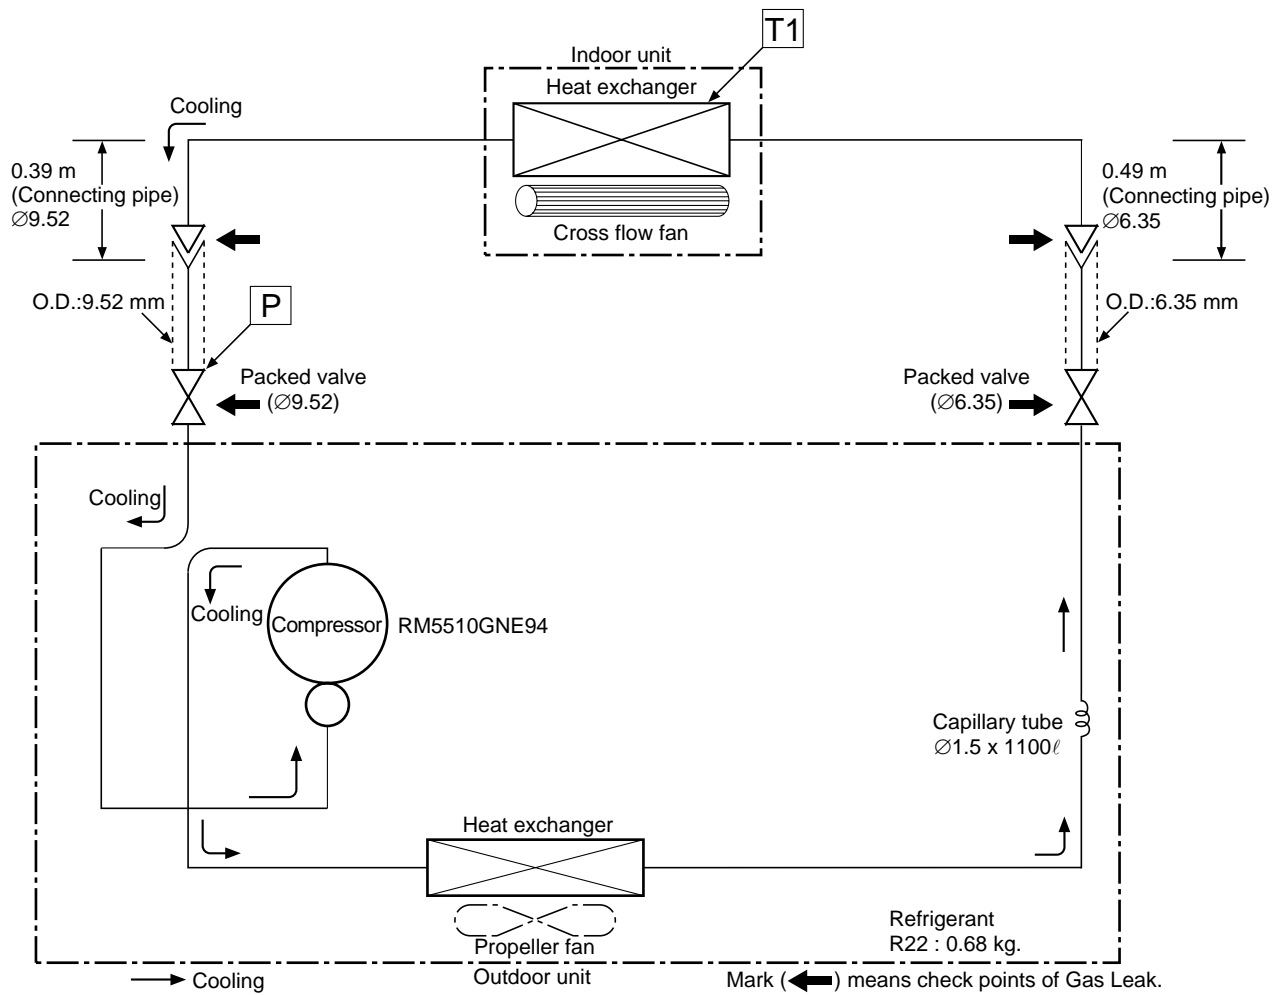 T1
Indoor unit
Heat exchanger
Cooling
0.39 m
(Connecting pipe)
∅9.52
0.49 m
(Connecting pipe)
∅6.35
Cross flow fan
O.D.:9.52 mm
P
O.D.:6.35 mm
Packed valve
(∅9.52)
Packed valve
(∅6.35)
Cooling
Cooling
Compressor
RM5510GNE94
Capillary tube
∅1.5 x 1100ℓ
Heat exchanger
Propeller fan
Refrigerant
R22 : 0.68 kg.
Cooling
Outdoor unit
Mark ( ) means check points of Gas Leak.